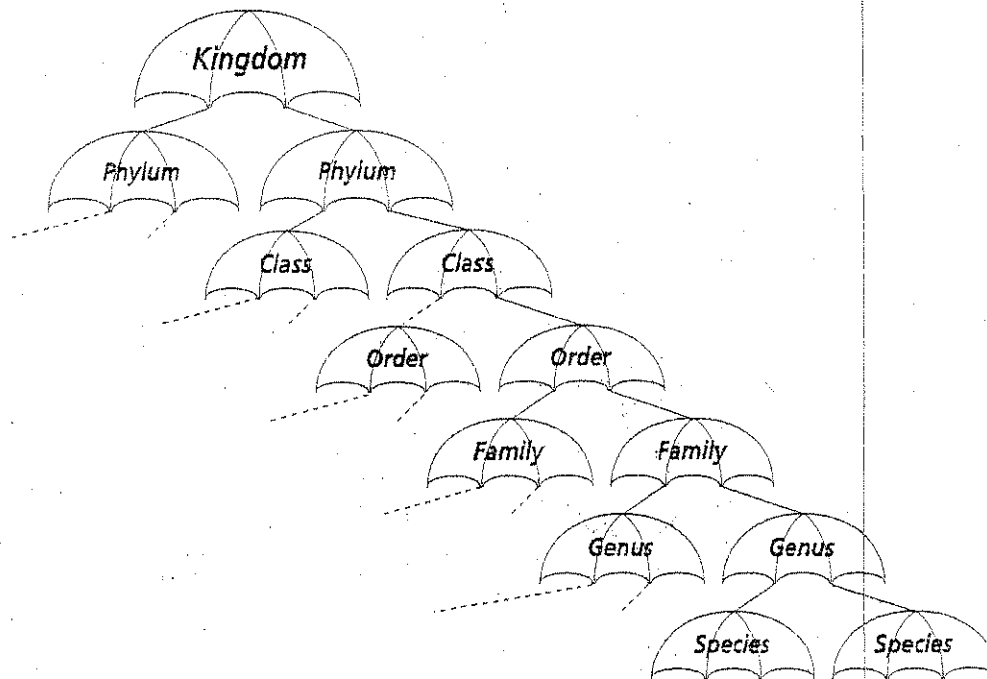 Kingdom
Phylum Phylum
Class Class
Order Order
Family Family
Genus Genus
Species Species